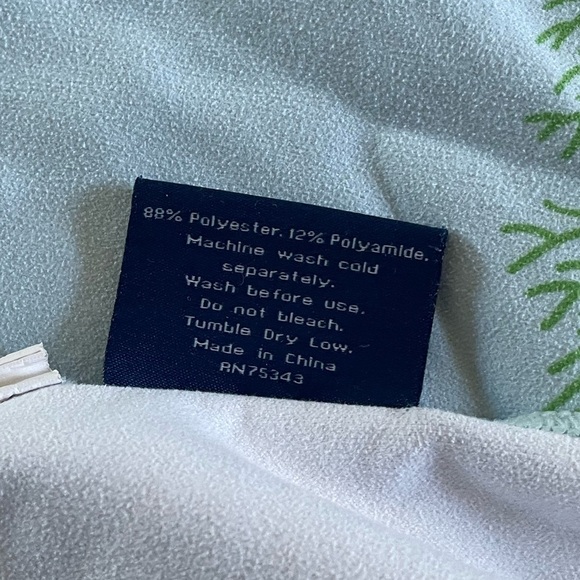 88% Polyester. 12% Polyamide.
Machine wash cold
separately.
Wash before use.
Do not bleach.
Tumble Dry Low.
Made in China
RN75343